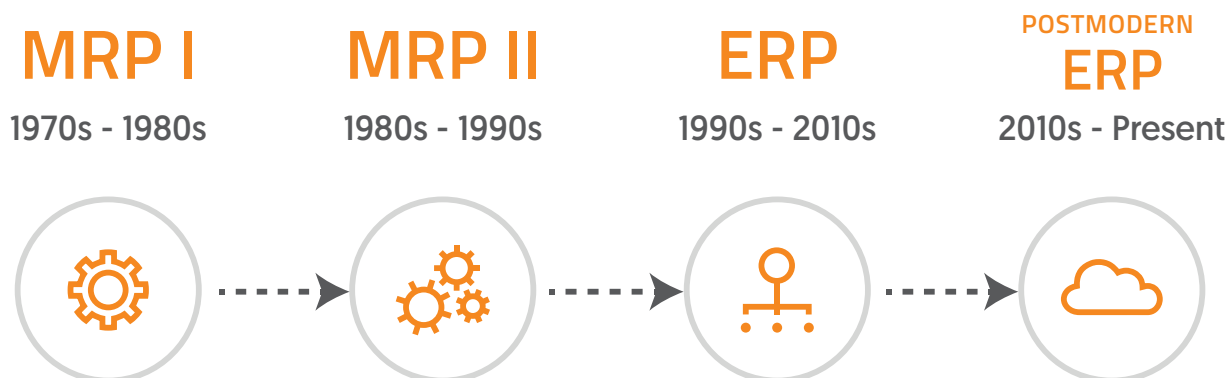 MRP I
1970s - 1980s
MRP II
1980s - 1990s
ERP
1990s - 2010s
POSTMODERN
ERP
2010s - Present